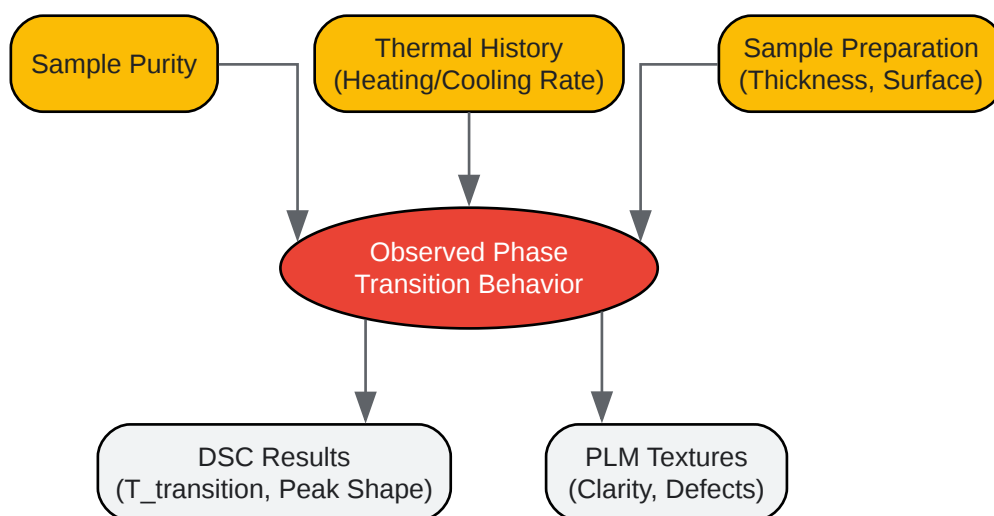 Sample Purity
Thermal History
(Heating/Cooling Rate)
Sample Preparation
(Thickness, Surface)
Observed Phase
Transition Behavior
DSC Results
(T_transition, Peak Shape)
PLM Textures
(Clarity, Defects)